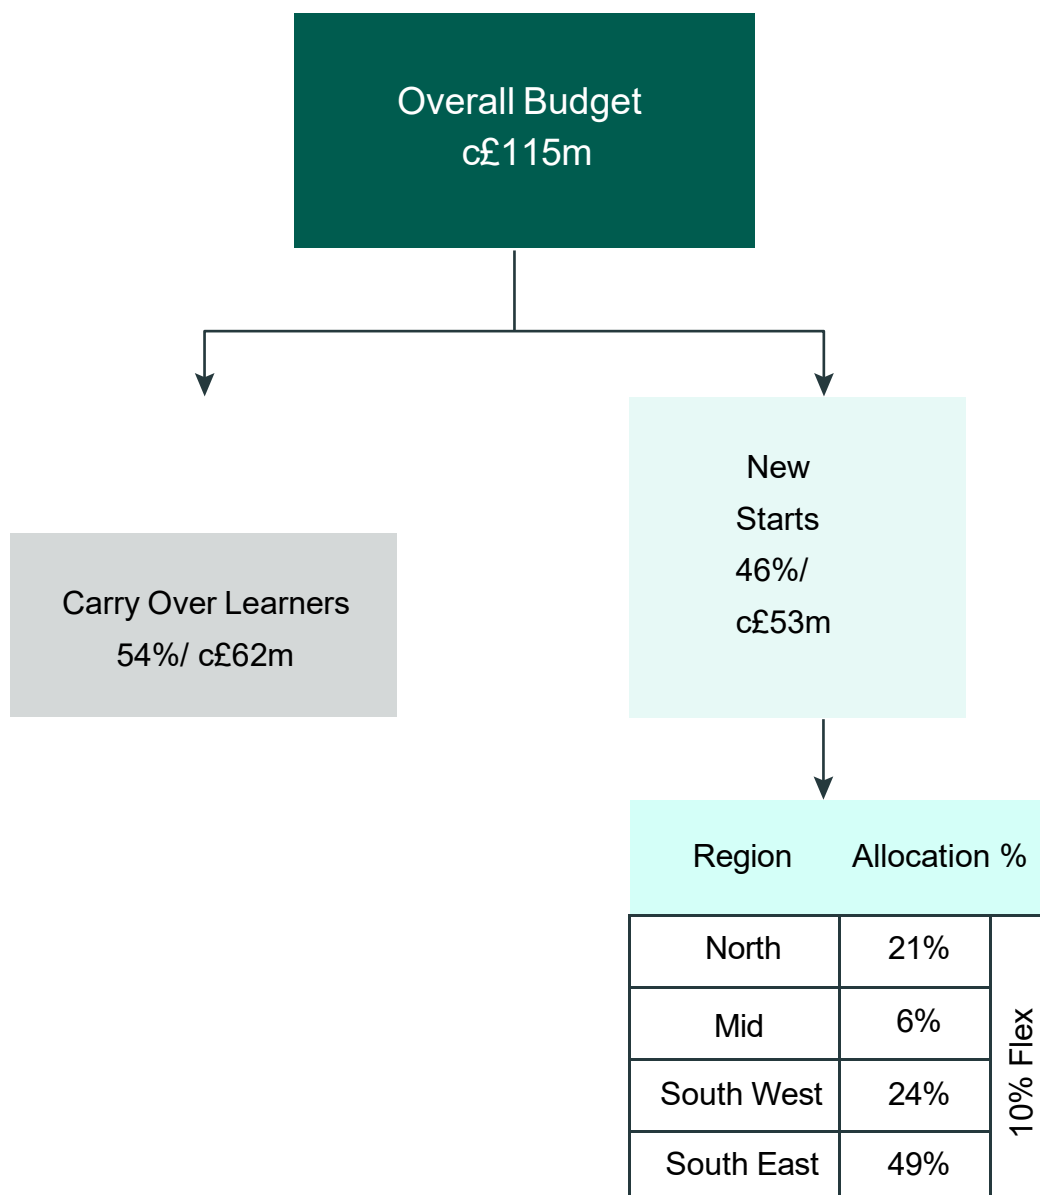 Overall Budget
c£115m
Carry Over Learners
54%/ c£62m
New
Starts
46%/
c£53m
Region Allocation %
North 21%
Mid 6%
South West 24%
South East 49%
10% Flex